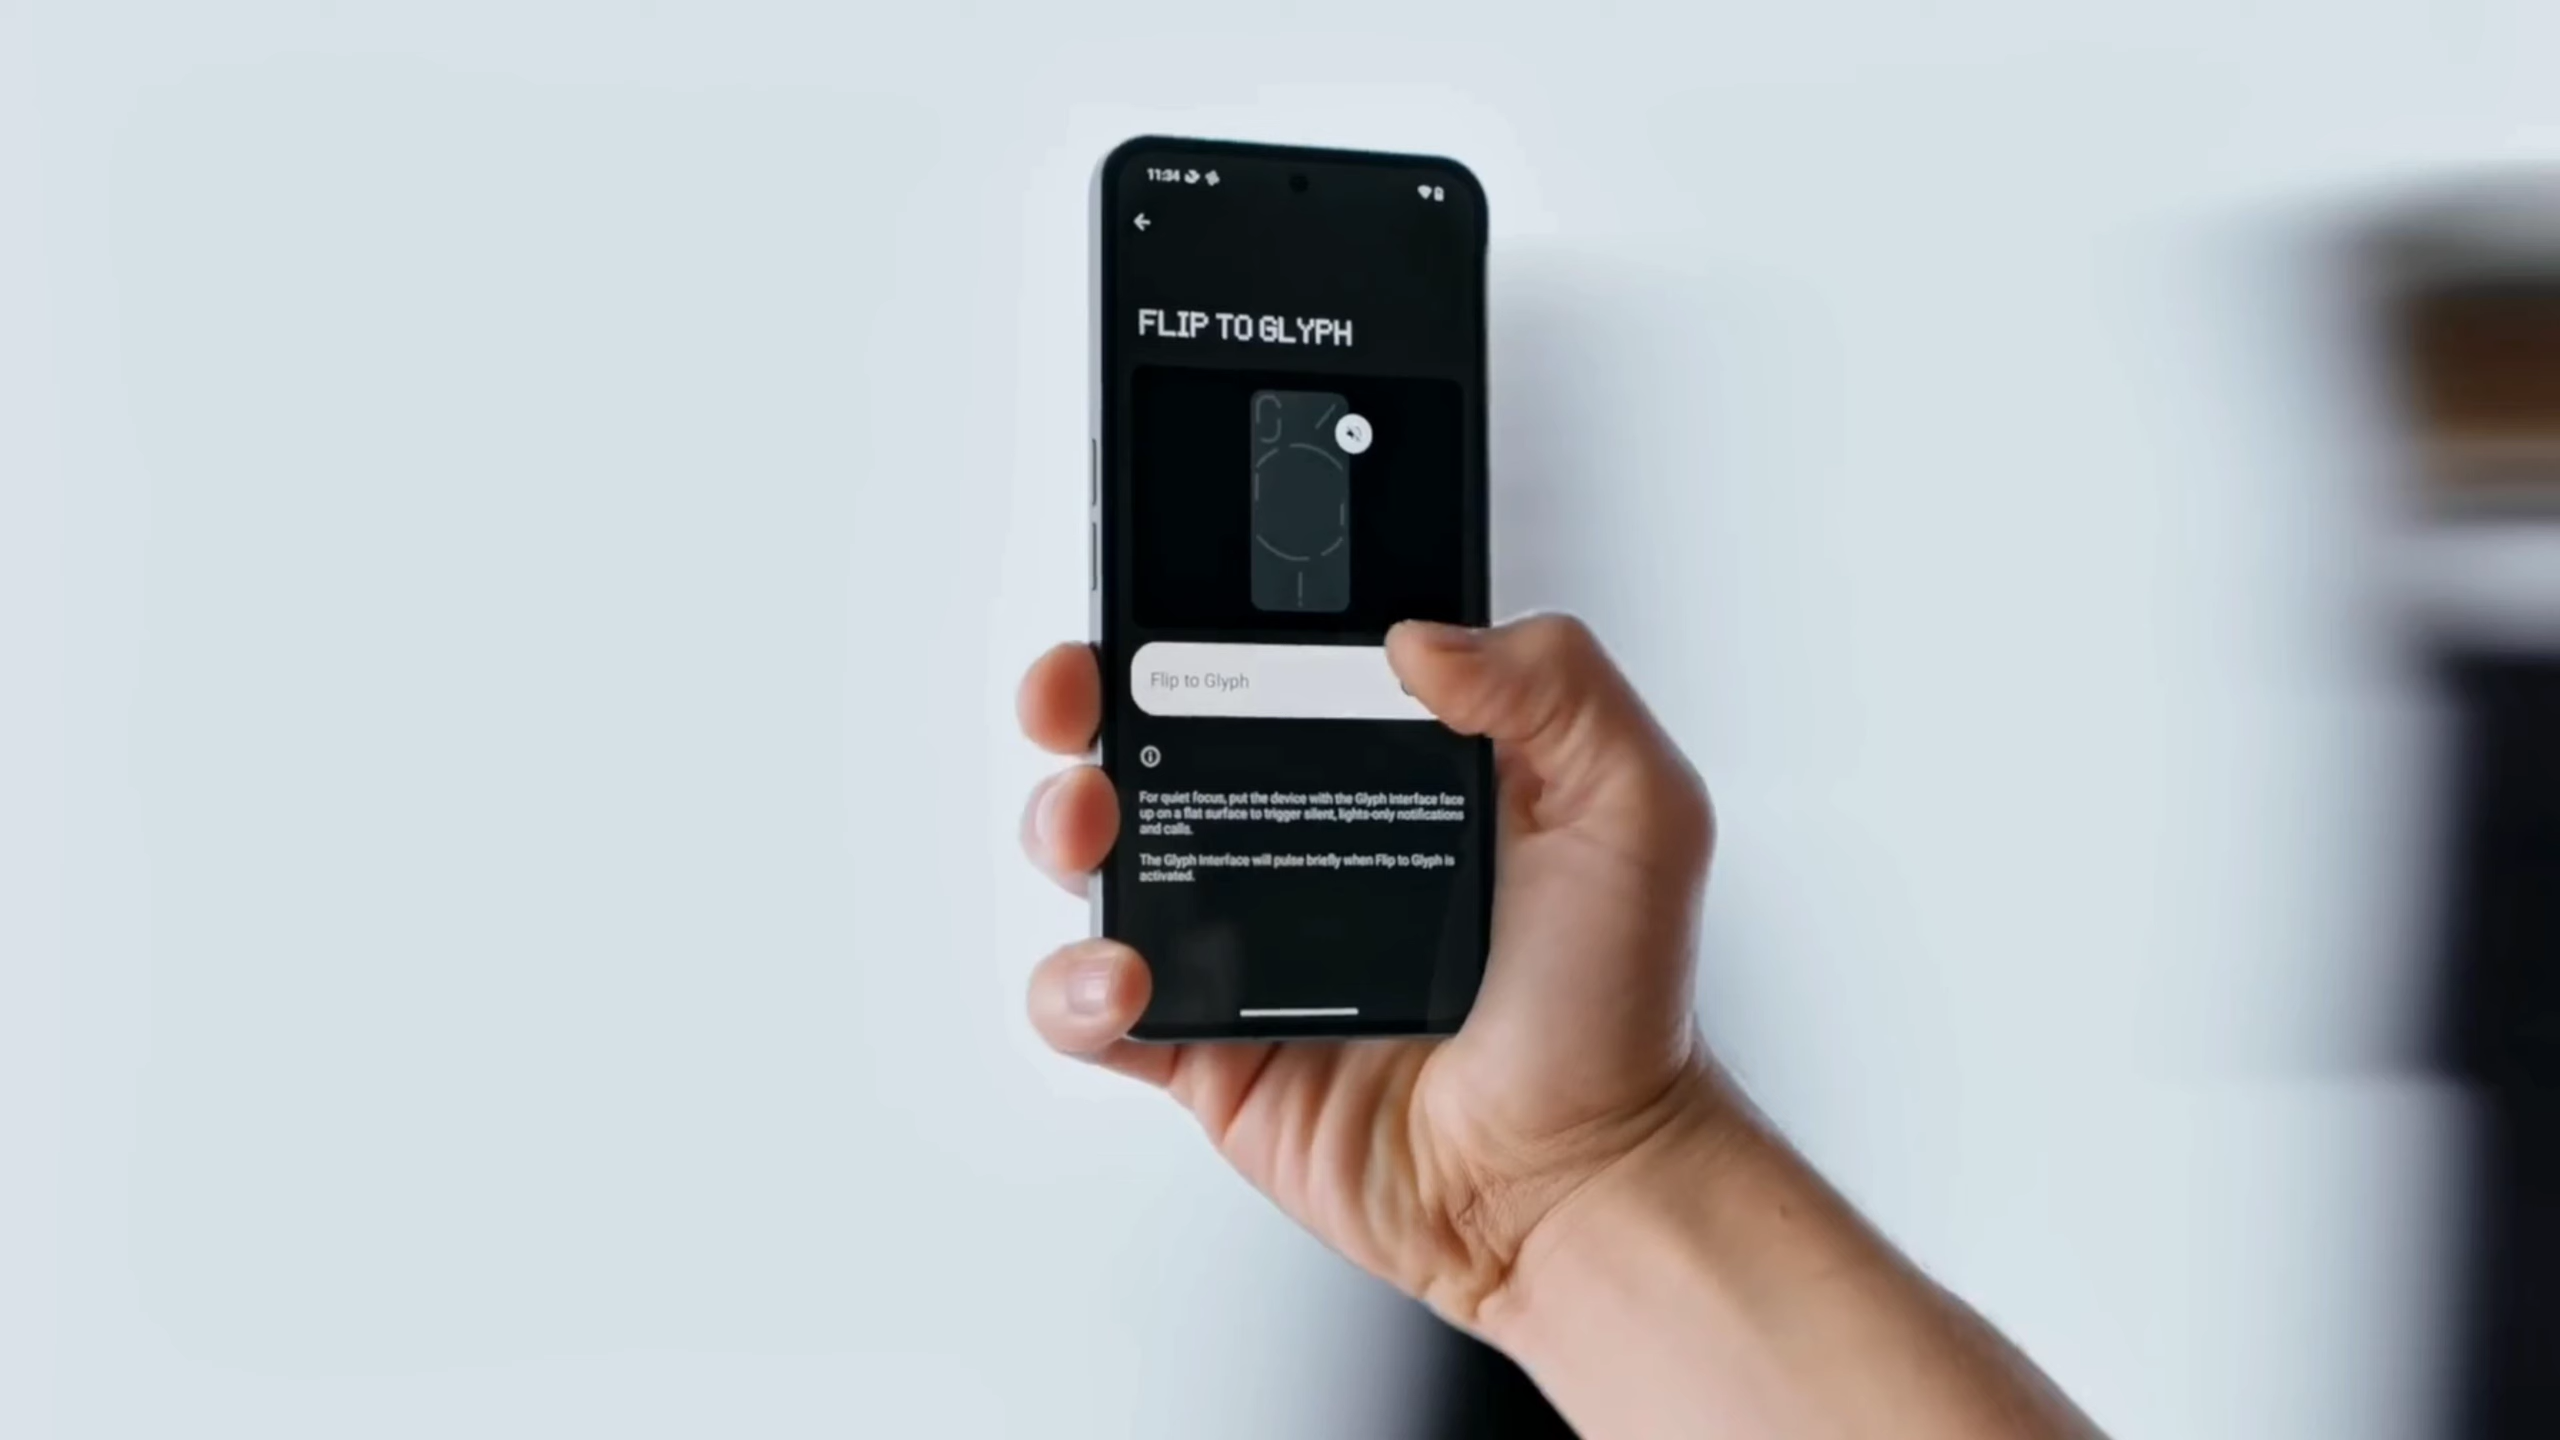 11:34
FLIP TO GLYPH
Flip to Glyph
For quiet focus, put the device with the Glyph Interface face
up on a flat surface to trigger silent, lights-only notifications
and calls.
The Glyph Interface will pulse briefly when Flip to Glyph is
activated.